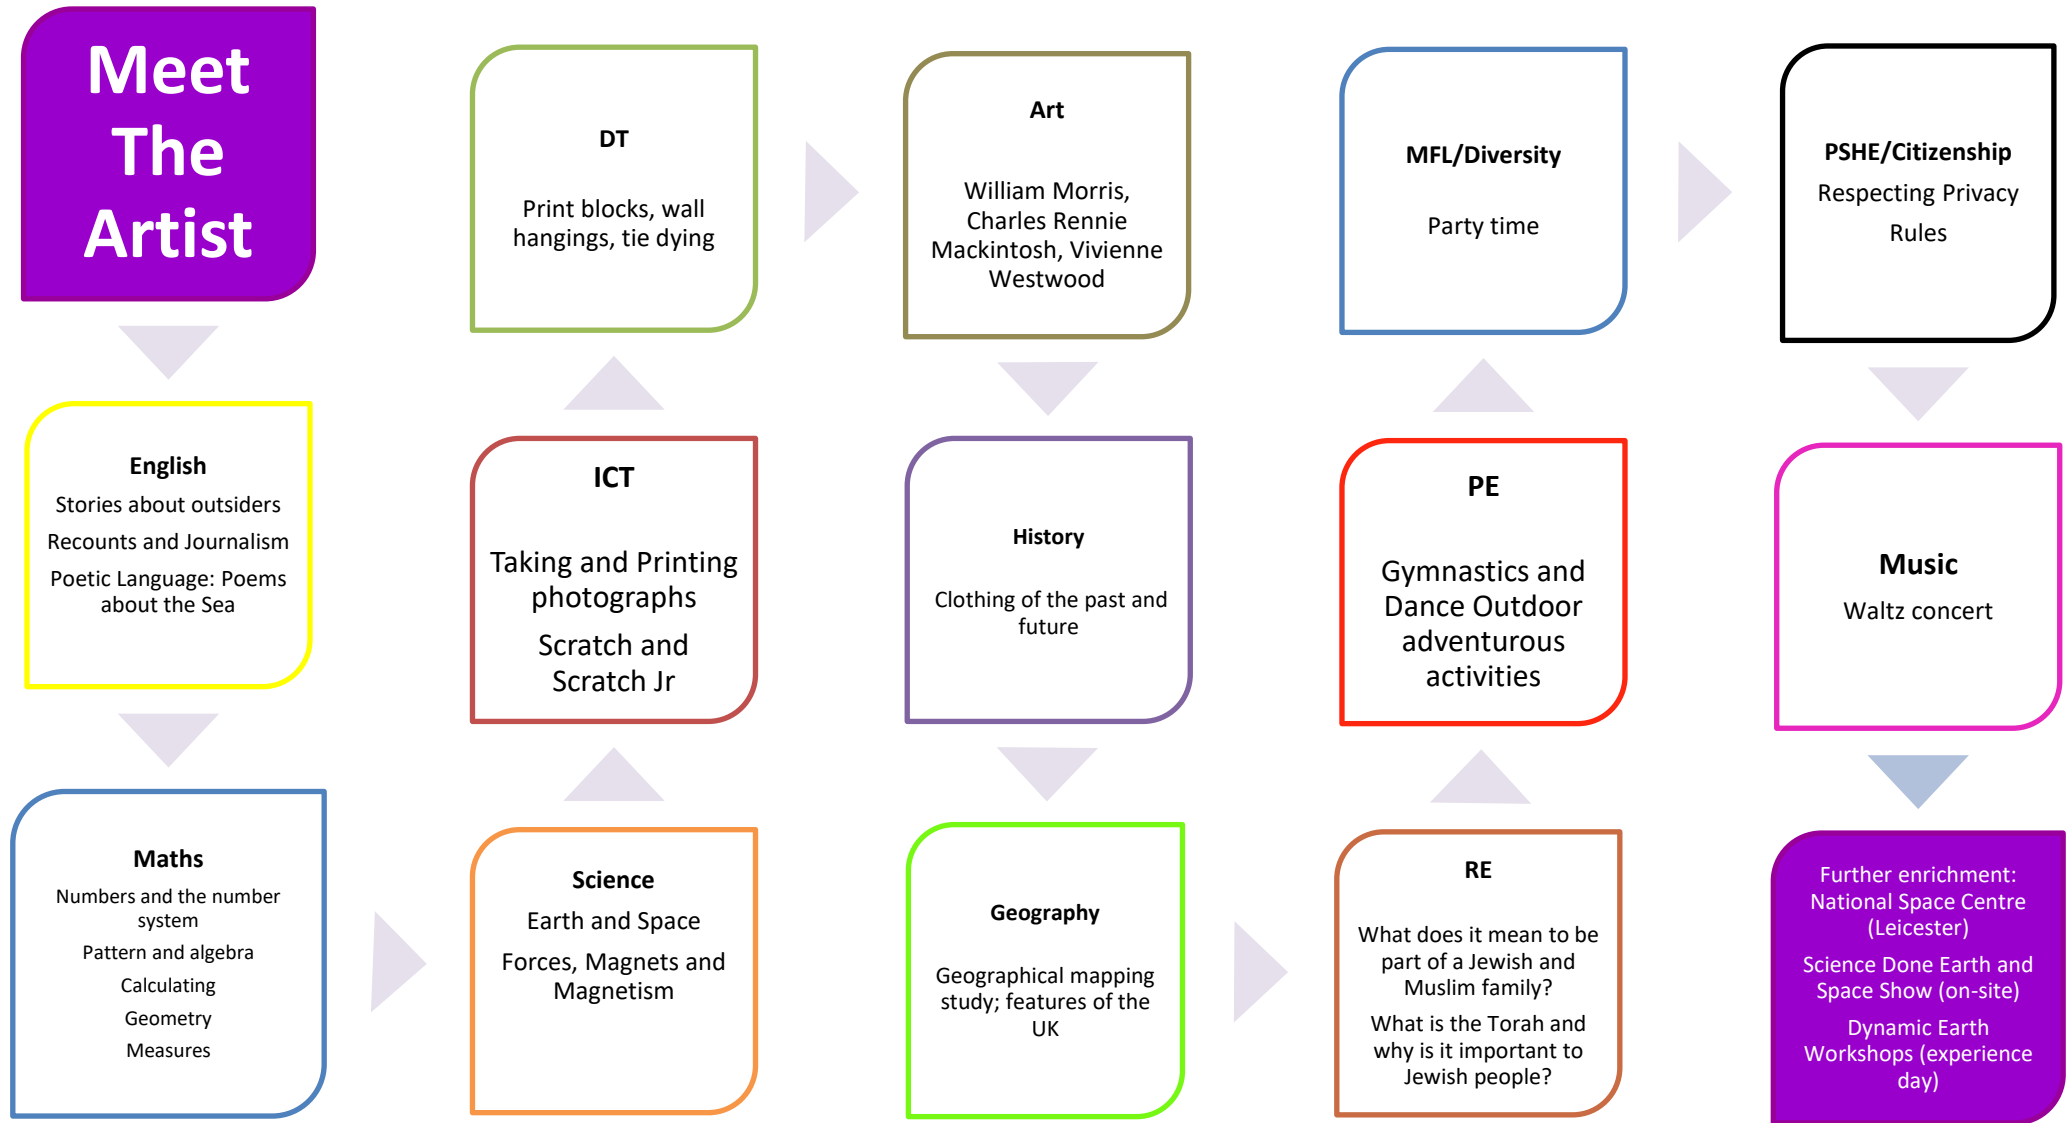 Meet
The
Artist
English
Stories about outsiders
Recounts and Journalism
Poetic Language: Poems
about the Sea
Maths
Numbers and the number
system
Pattern and algebra
Calculating
Geometry
Measures
Science
Earth and Space
Forces, Magnets and
Magnetism
ICT
Taking and Printing
photographs
Scratch and
Scratch Jr
DT
Print blocks, wall
hangings, tie dying
Art
William Morris,
Charles Rennie
Mackintosh, Vivienne
Westwood
History
Clothing of the past and
future
Geography
Geographical mapping
study; features of the
UK
RE
What does it mean to be
part of a Jewish and
Muslim family?
What is the Torah and
why is it important to
Jewish people?
PE
Gymnastics and
Dance Outdoor
adventurous
activities
MFL/Diversity
Party time
PSHE/Citizenship
Respecting Privacy
Rules
Music
Waltz concert
Further enrichment:
National Space Centre
(Leicester)
Science Done Earth and
Space Show (on-site)
Dynamic Earth
Workshops (experience
day)